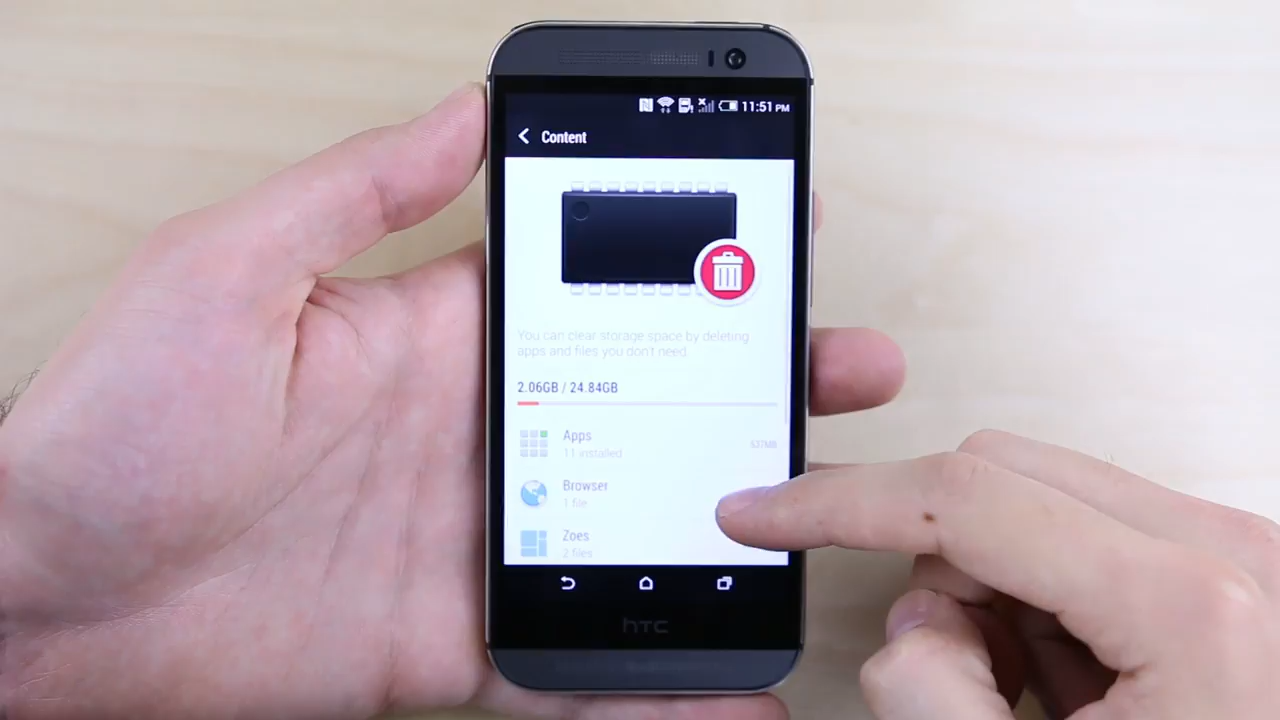 11:51 PM
Content
You can clear storage space by deleting
apps and files you don't need.
2.06GB / 24.84GB
Apps
637MB
11 installed
Browser
1 file
Zoes
2 files
hTC